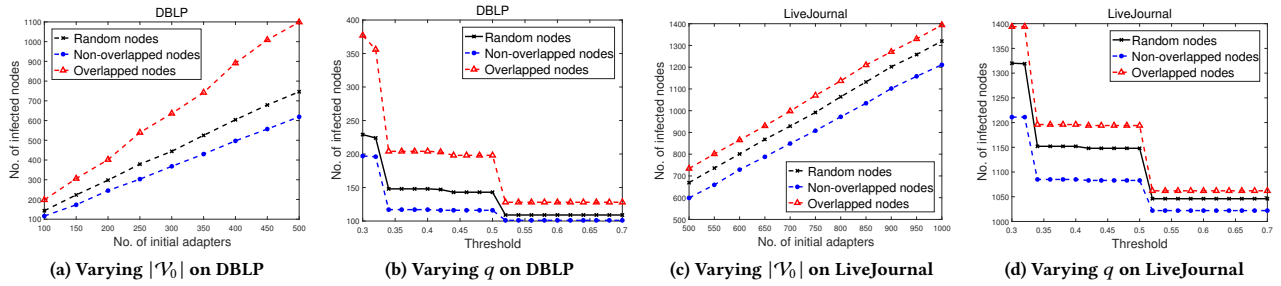 DBLP
No. of infected nodes
1100
1000
900
800
700
600
500
400
300
200
100
Random nodes
Non-overlapped nodes
Overlapped nodes
100 150 200 250 300 350 400 450 500
No. of initial adapters
(a) Varying |𝒱₀| on DBLP
DBLP
No. of infected nodes
400
350
300
250
200
150
100
Random nodes
Non-overlapped nodes
Overlapped nodes
0.3 0.35 0.4 0.45 0.5 0.55 0.6 0.65 0.7
Threshold
(b) Varying q on DBLP
LiveJournal
No. of infected nodes
1400
1300
1200
1100
1000
900
800
700
600
500
Random nodes
Non-overlapped nodes
Overlapped nodes
500 550 600 650 700 750 800 850 900 950 1000
No. of initial adapters
(c) Varying |𝒱₀| on LiveJournal
LiveJournal
No. of infected nodes
1400
1350
1300
1250
1200
1150
1100
1050
1000
Random nodes
Non-overlapped nodes
Overlapped nodes
0.3 0.35 0.4 0.45 0.5 0.55 0.6 0.65 0.7
Threshold
(d) Varying q on LiveJournal